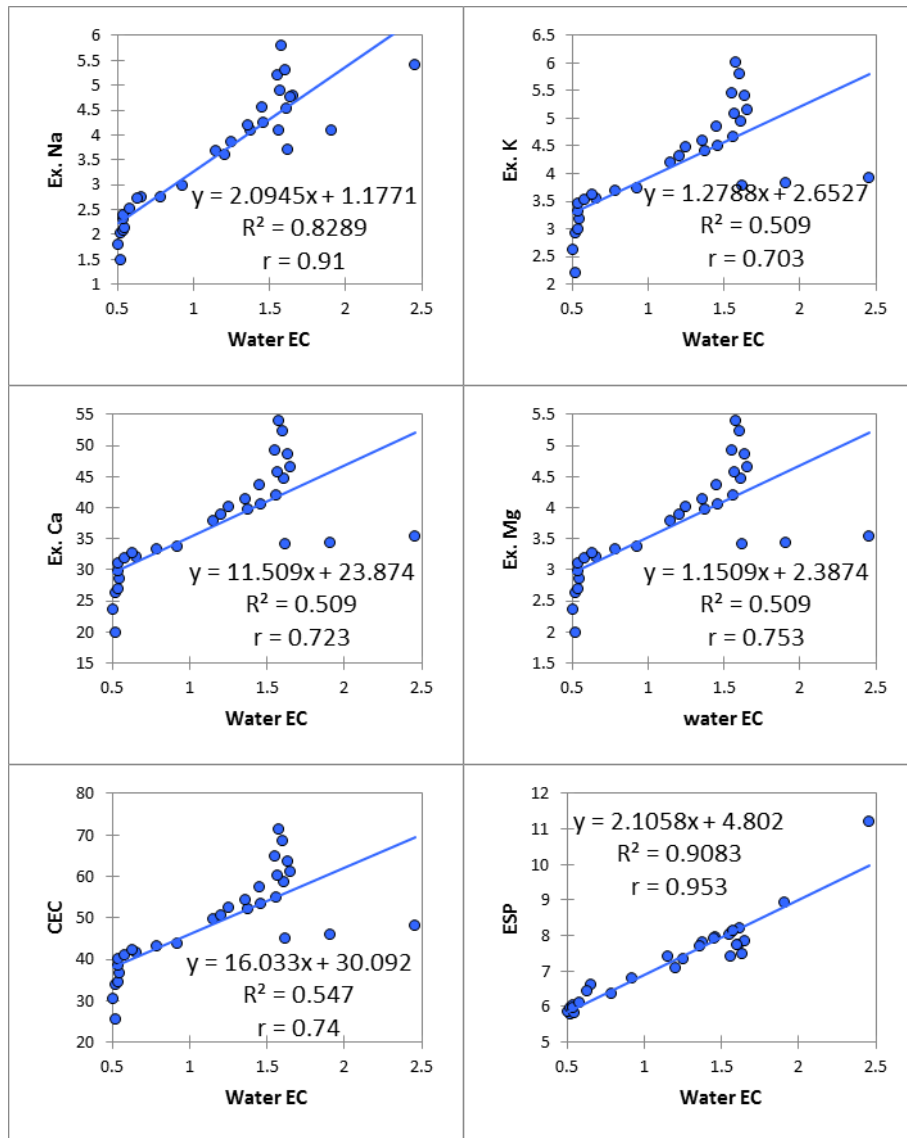 6
5.5
5
4.5
4
3.5
3
2.5
2
1.5
1
Ex. Na
y = 2.0945x + 1.1771
R² = 0.8289
r = 0.91
0.5 1 1.5 2 2.5
Water EC
6.5
6
5.5
5
4.5
4
3.5
3
2.5
2
Ex. K
y = 1.2788x + 2.6527
R² = 0.509
r = 0.703
0.5 1 1.5 2 2.5
Water EC
55
50
45
40
35
30
25
20
15
Ex. Ca
y = 11.509x + 23.874
R² = 0.509
r = 0.723
0.5 1 1.5 2 2.5
Water EC
5.5
5
4.5
4
3.5
3
2.5
2
1.5
Ex. Mg
y = 1.1509x + 2.3874
R² = 0.509
r = 0.753
0.5 1 1.5 2 2.5
water EC
80
70
60
50
40
30
20
CEC
y = 16.033x + 30.092
R² = 0.547
r = 0.74
0.5 1 1.5 2 2.5
Water EC
12
11
10
9
8
7
6
5
ESP
y = 2.1058x + 4.802
R² = 0.9083
r = 0.953
0.5 1 1.5 2 2.5
Water EC